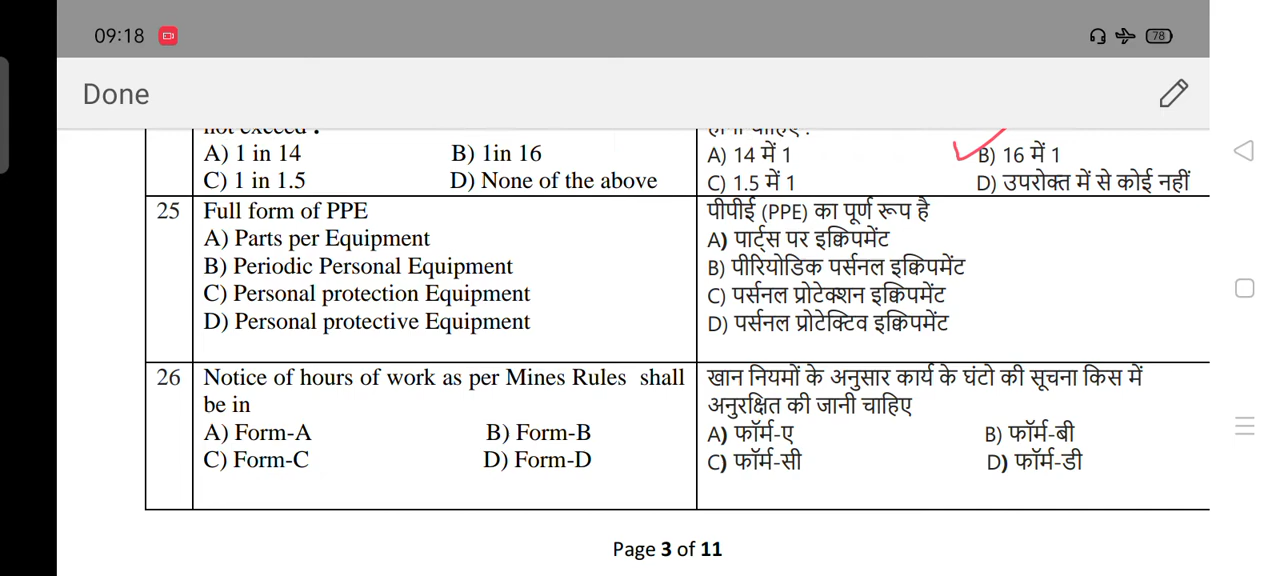 09:18
78
Done
not exceed :
होना चाहिए :
A) 1 in 14 B) 1in 16
A) 14 में 1 B) 16 में 1
C) 1 in 1.5 D) None of the above
C) 1.5 में 1 D) उपरोक्त में से कोई नहीं
25 Full form of PPE
A) Parts per Equipment
B) Periodic Personal Equipment
C) Personal protection Equipment
D) Personal protective Equipment
पीपीई (PPE) का पूर्ण रूप है
A) पार्ट्स पर इक्विपमेंट
B) पीरियोडिक पर्सनल इक्विपमेंट
C) पर्सनल प्रोटेक्शन इक्विपमेंट
D) पर्सनल प्रोटेक्टिव इक्विपमेंट
26 Notice of hours of work as per Mines Rules shall
be in
A) Form-A B) Form-B
C) Form-C D) Form-D
खान नियमों के अनुसार कार्य के घंटो की सूचना किस में
अनुरक्षित की जानी चाहिए
A) फॉर्म-ए B) फॉर्म-बी
C) फॉर्म-सी D) फॉर्म-डी
Page 3 of 11